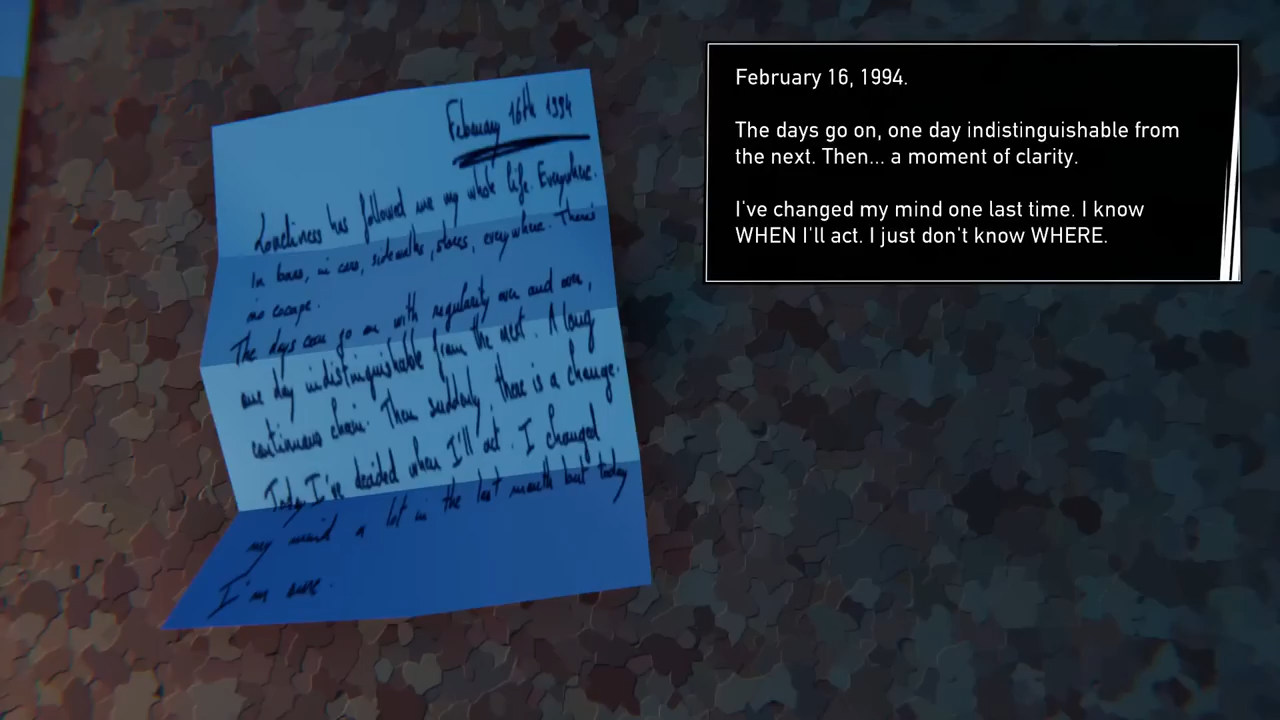 February 16th 1994
Loneliness has followed me my whole life. Everywhere.
In bars, in cars, sidewalks, stores, everywhere. There's
no escape.
The days can go on with regularity over and over,
one day indistinguishable from the next. A long
continuous chain. Then suddenly there is a change.
Today I've decided when I'll act. I changed
my mind a lot in the last month but today
I'm sure.
February 16, 1994.
The days go on, one day indistinguishable from
the next. Then... a moment of clarity.
I've changed my mind one last time. I know
WHEN I'll act. I just don't know WHERE.